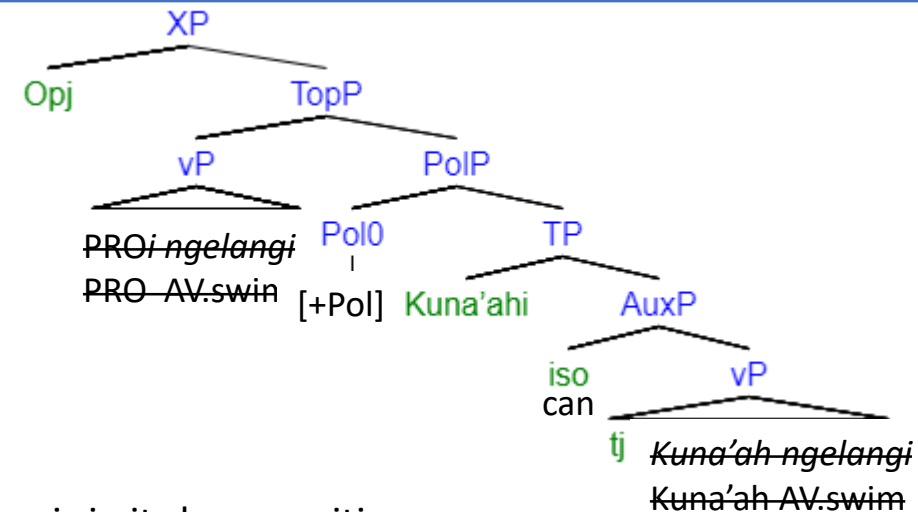 XP
Opj TopP
vP PolP
PROi ngelangi Pol0 TP
PRO AV.swin [+Pol] Kuna'ahi AuxP
iso vP
can
tj Kuna'ah ngelangi
Kuna'ah AV.swim